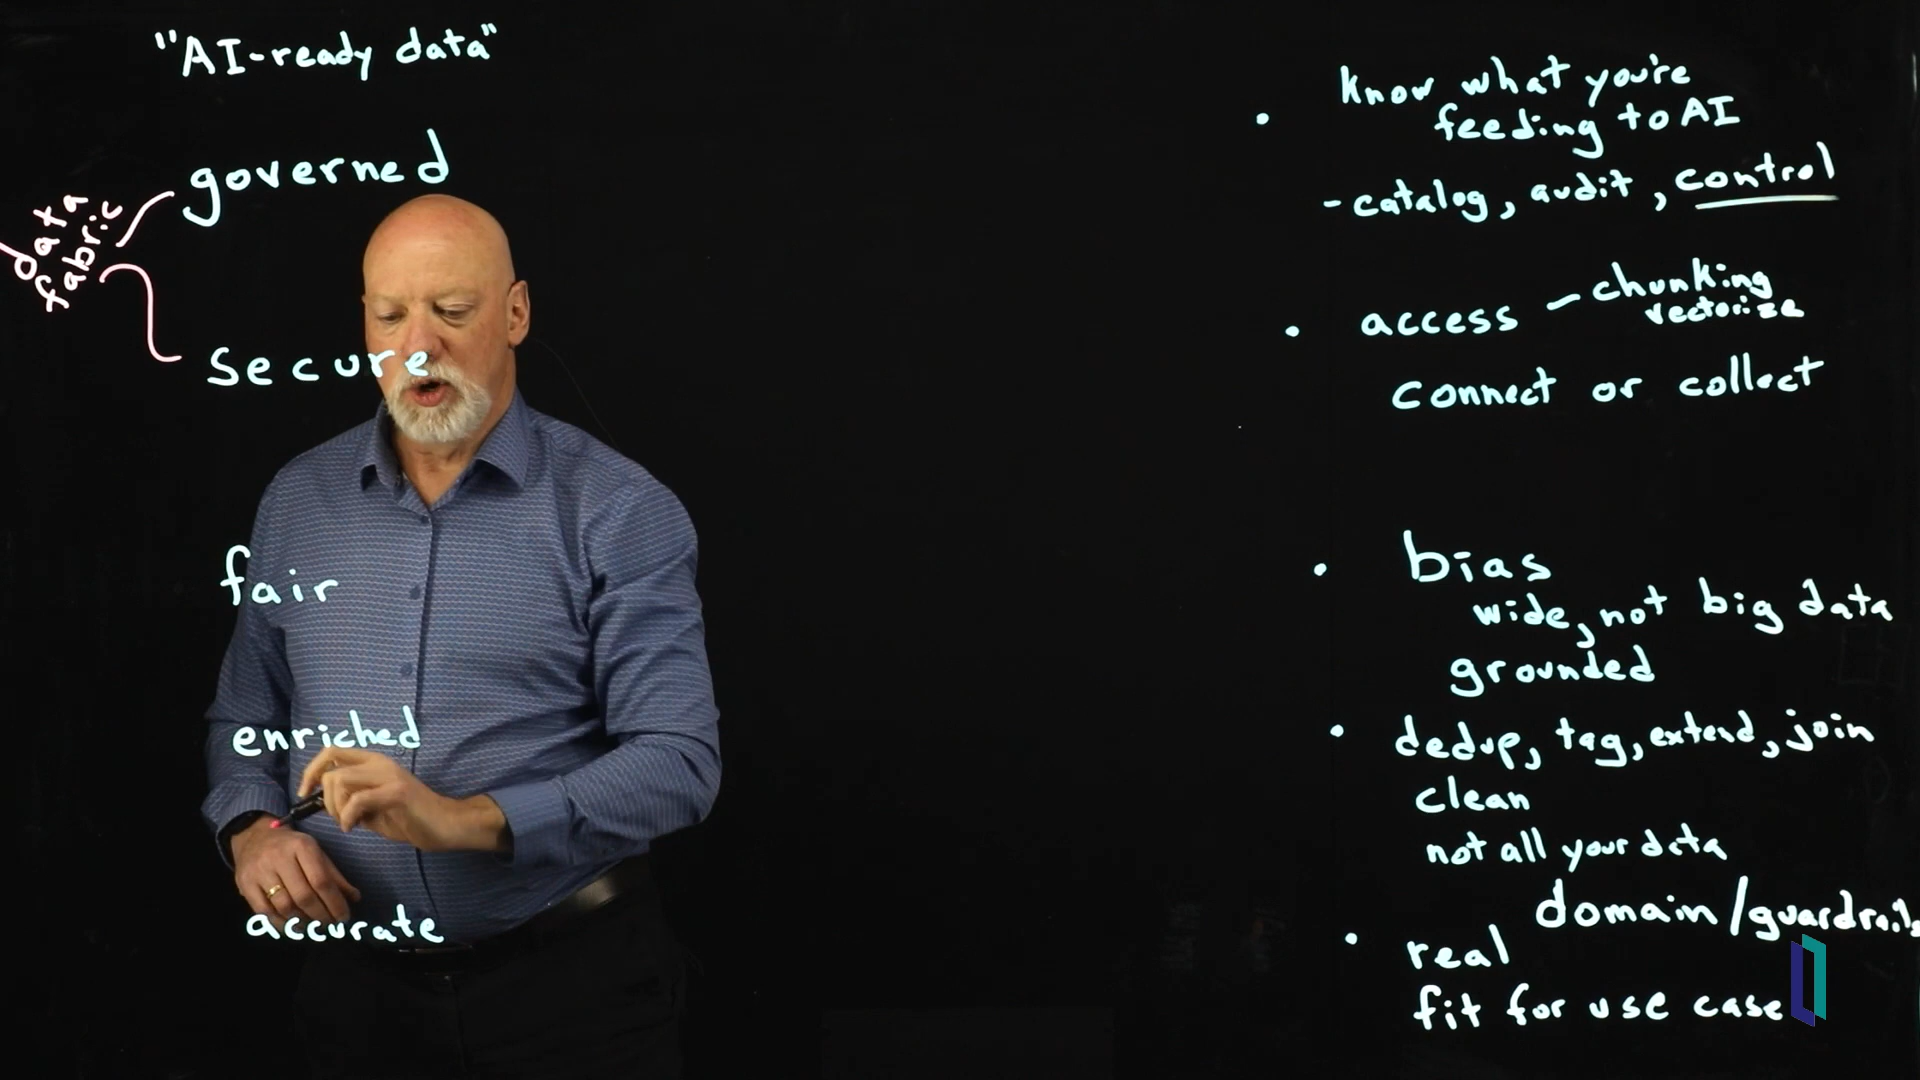 "AI-ready data"
governed
data
fabric
secure
fair
enriched
accurate
• know what you're
feeding to AI
- catalog, audit, control
• access - chunking
vectorize
connect or collect
• bias
wide, not big data
grounded
• dedup, tag, extend, join
clean
not all your data
domain/guardrails
• real
fit for use case